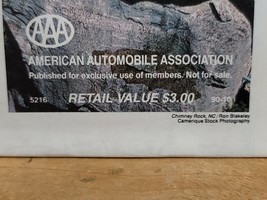 AAA
AMERICAN AUTOMOBILE ASSOCIATION
Published for exclusive use of members. Not for sale.
5216 RETAIL VALUE $3.00 90-10
Chimney Rock, NC / Ron Blakeley
Camerique Stock Photography